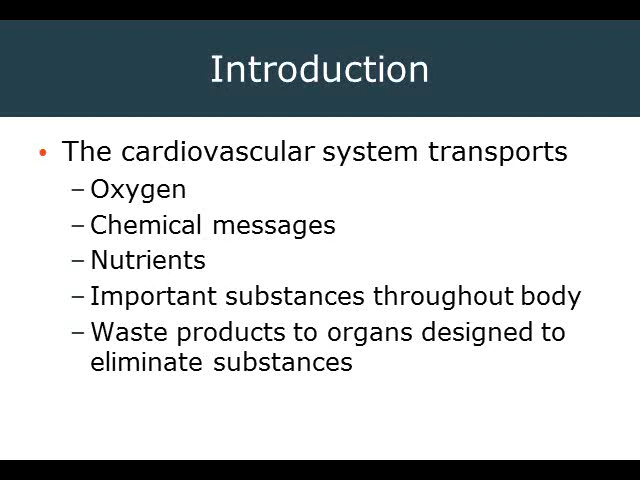 Introduction
• The cardiovascular system transports
– Oxygen
– Chemical messages
– Nutrients
– Important substances throughout body
– Waste products to organs designed to
eliminate substances